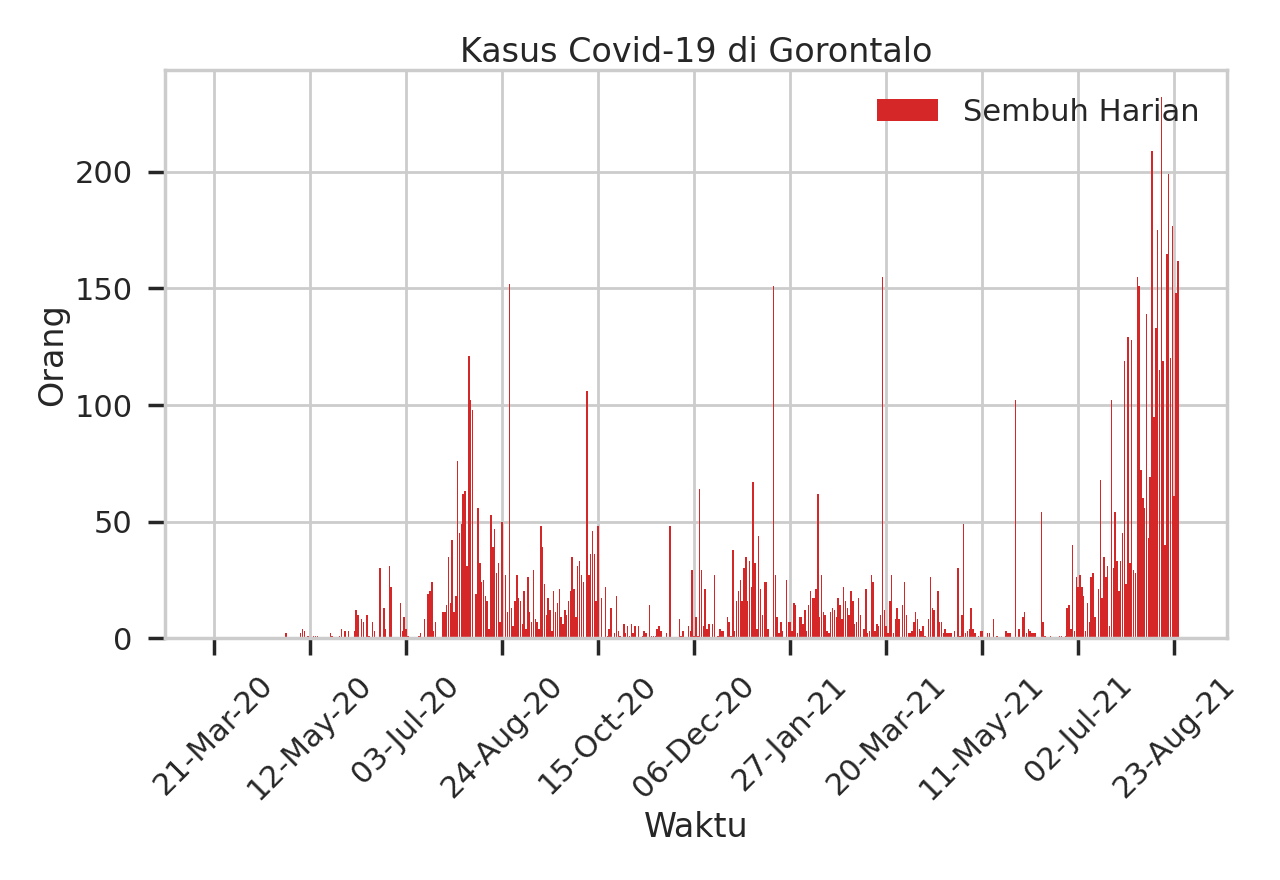 Kasus Covid-19 di Gorontalo
Sembuh Harian
Orang
200
150
100
50
0
21-Mar-20
12-May-20
03-Jul-20
24-Aug-20
15-Oct-20
06-Dec-20
27-Jan-21
20-Mar-21
11-May-21
02-Jul-21
23-Aug-21
Waktu